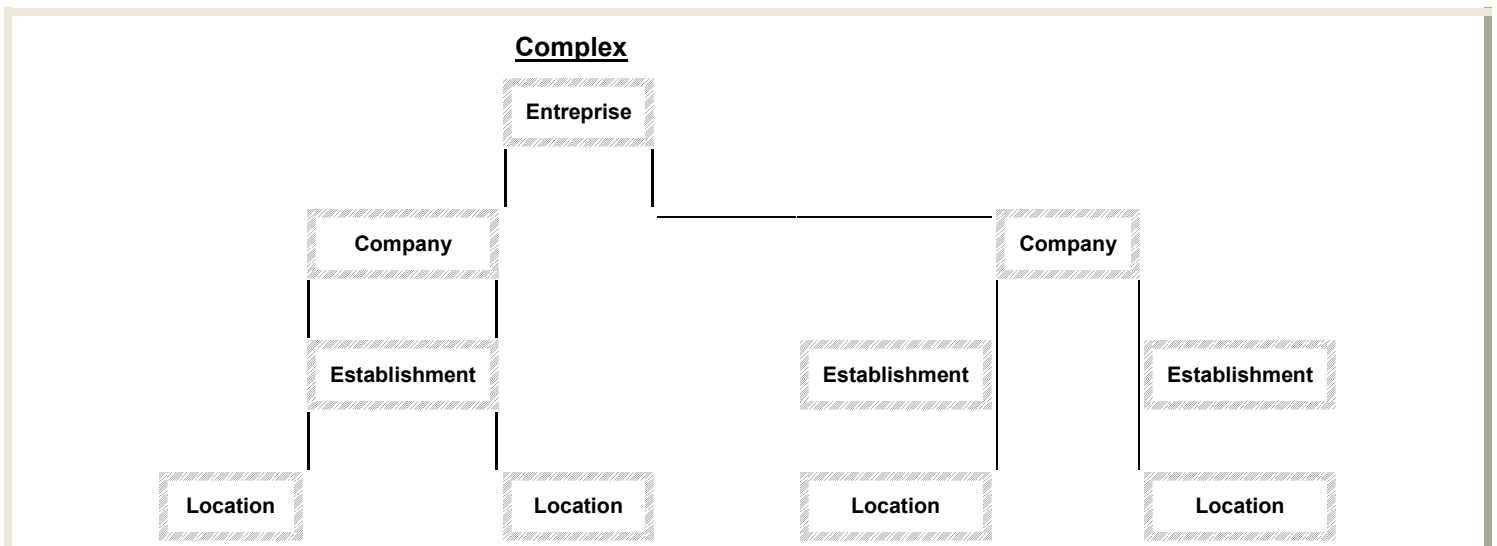 Complex
Entreprise
Company Company
Establishment Establishment Establishment
Location Location Location Location